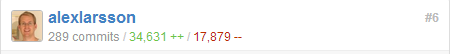 alexlarsson #6
289 commits / 34,631 ++ / 17,879 --